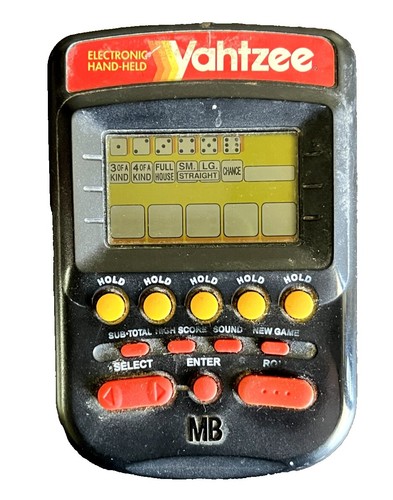 ELECTRONIC
HAND-HELD
Yahtzee
3 OF A KIND
4 OF A KIND
FULL HOUSE
SM. LG.
STRAIGHT
CHANCE
HOLD HOLD HOLD HOLD HOLD
SUB-TOTAL HIGH SCORE SOUND NEW GAME
SELECT ENTER
MB